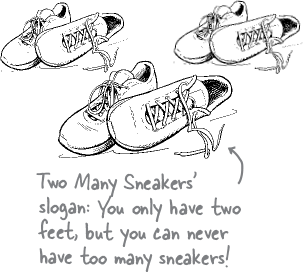 Two Many Sneakers'
slogan: You only have two
feet, but you can never
have too many sneakers!